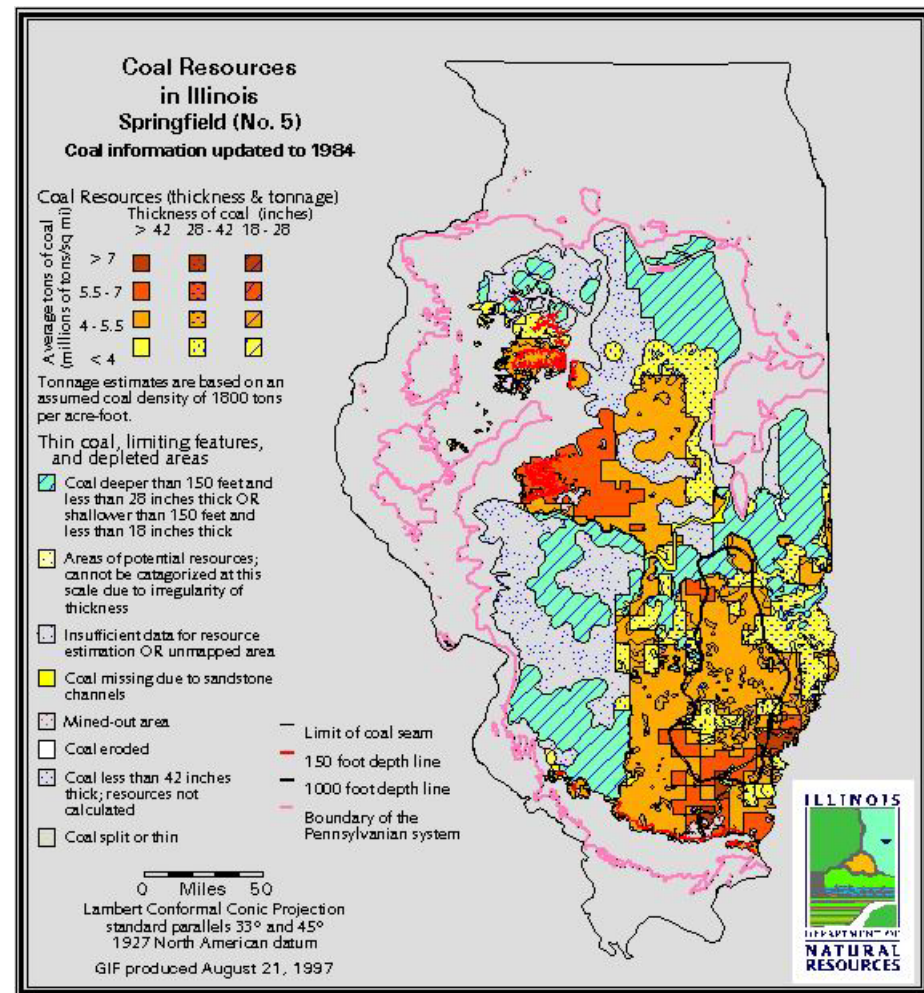 Coal Resources
in Illinois
Springfield (No. 5)
Coal information updated to 1984
Coal Resources (thickness & tonnage)
Thickness of coal (inches)
> 42 28 - 42 18 - 28
Average tons of coal
(millions of tons/sq mi)
> 7
5.5 - 7
4 - 5.5
< 4
Tonnage estimates are based on an
assumed coal density of 1800 tons
per acre-foot.
Thin coal, limiting features,
and depleted areas
Coal deeper than 150 feet and
less than 28 inches thick OR
shallower than 150 feet and
less than 18 inches thick
Areas of potential resources;
cannot be catagorized at this
scale due to irregularity of
thickness
Insufficient data for resource
estimation OR unmapped area
Coal missing due to sandstone
channels
Mined-out area
Coal eroded
Coal less than 42 inches
thick; resources not
calculated
Coal split or thin
Limit of coal seam
150 foot depth line
1000 foot depth line
Boundary of the
Pennsylvanian system
0 Miles 50
Lambert Conformal Conic Projection
standard parallels 33° and 45°
1927 North American datum
GIF produced August 21, 1997
ILLINOIS
DEPARTMENT OF
NATURAL
RESOURCES